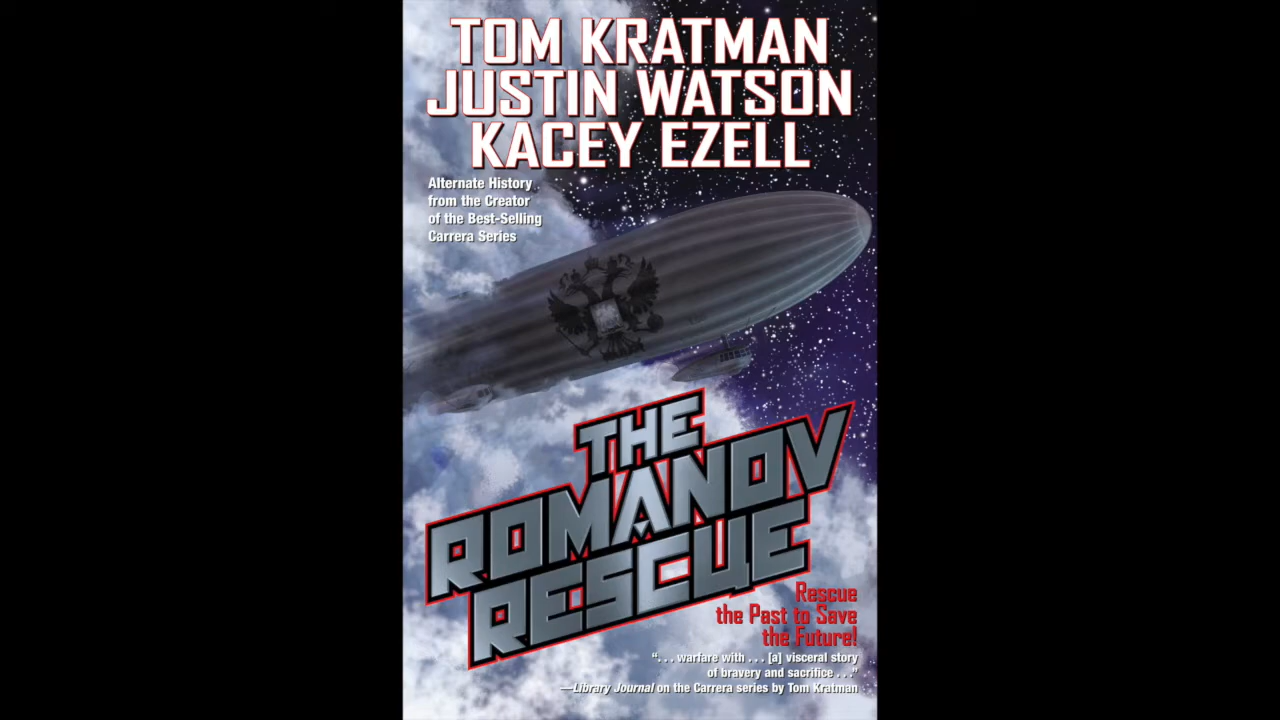 TOM KRATMAN
JUSTIN WATSON
KACEY EZELL
Alternate History
from the Creator
of the Best-Selling
Carrera Series
THE
ROMANOV
RESCUE
Rescue
the Past to Save
the Future!
“. . . warfare with . . . [a] visceral story
of bravery and sacrifice . . .”
—Library Journal on the Carrera series by Tom Kratman